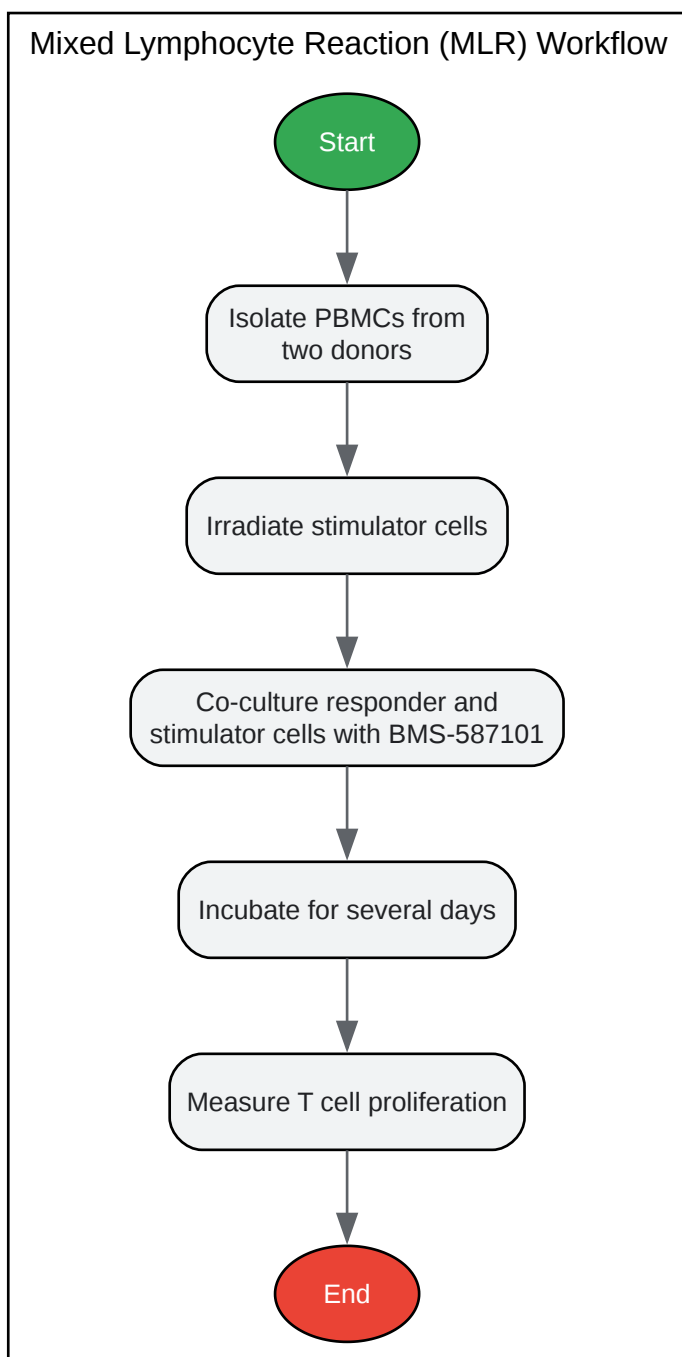 Mixed Lymphocyte Reaction (MLR) Workflow
Start
Isolate PBMCs from
two donors
Irradiate stimulator cells
Co-culture responder and
stimulator cells with BMS-587101
Incubate for several days
Measure T cell proliferation
End